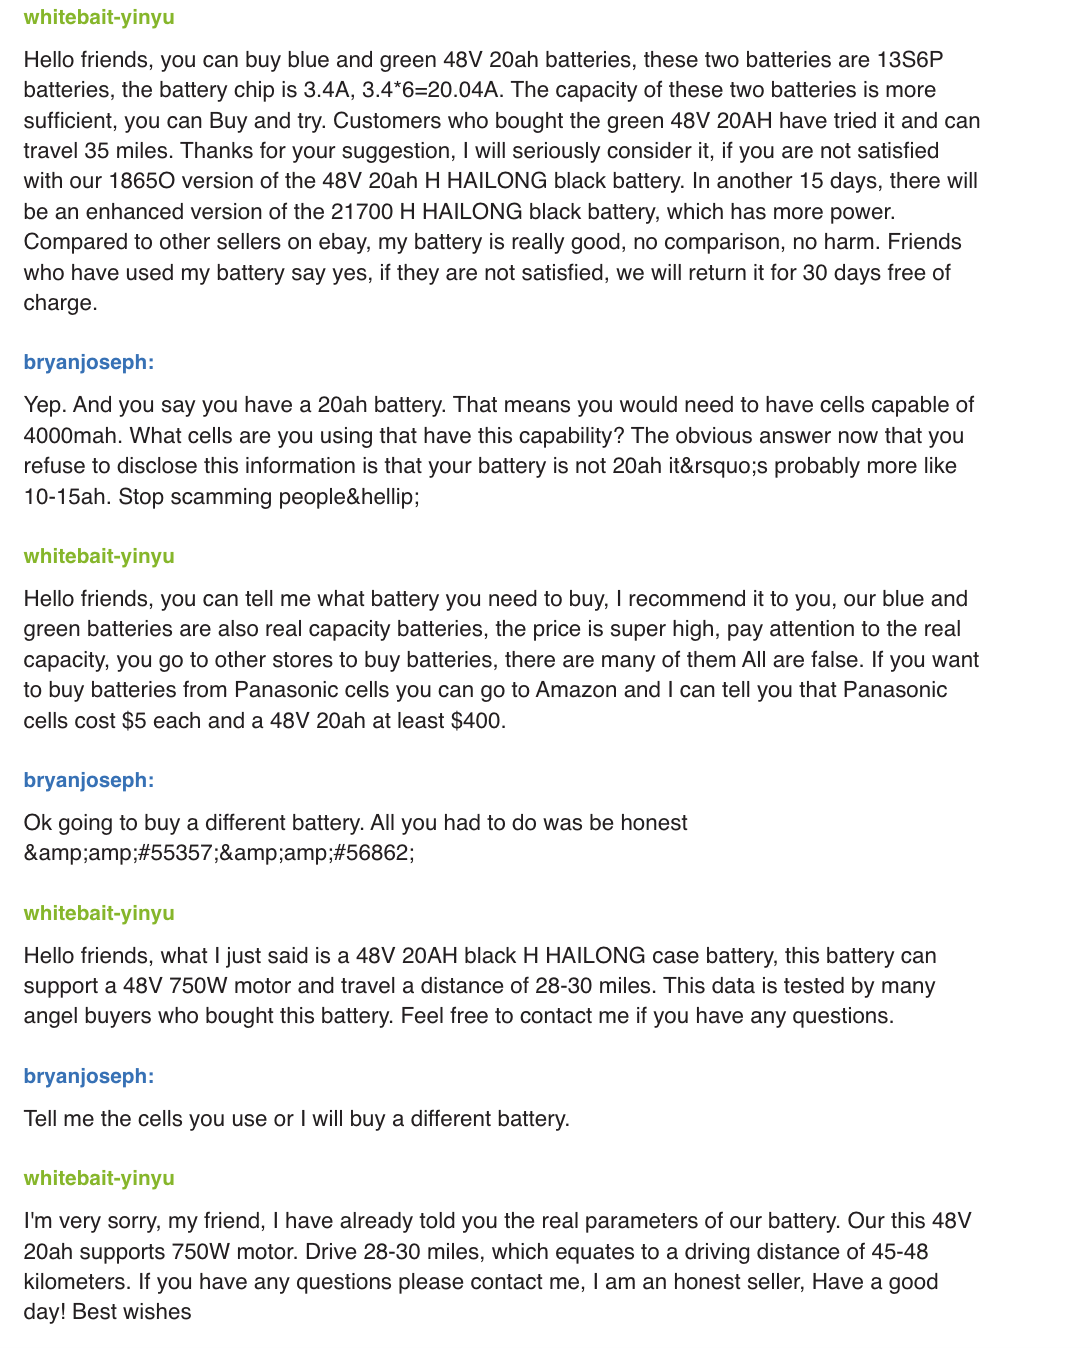 whitebait-yinyu
Hello friends, you can buy blue and green 48V 20ah batteries, these two batteries are 13S6P
batteries, the battery chip is 3.4A, 3.4*6=20.04A. The capacity of these two batteries is more
sufficient, you can Buy and try. Customers who bought the green 48V 20AH have tried it and can
travel 35 miles. Thanks for your suggestion, I will seriously consider it, if you are not satisfied
with our 1865O version of the 48V 20ah H HAILONG black battery. In another 15 days, there will
be an enhanced version of the 21700 H HAILONG black battery, which has more power.
Compared to other sellers on ebay, my battery is really good, no comparison, no harm. Friends
who have used my battery say yes, if they are not satisfied, we will return it for 30 days free of
charge.
bryanjoseph:
Yep. And you say you have a 20ah battery. That means you would need to have cells capable of
4000mah. What cells are you using that have this capability? The obvious answer now that you
refuse to disclose this information is that your battery is not 20ah it&rsquo;s probably more like
10-15ah. Stop scamming people&hellip;
whitebait-yinyu
Hello friends, you can tell me what battery you need to buy, I recommend it to you, our blue and
green batteries are also real capacity batteries, the price is super high, pay attention to the real
capacity, you go to other stores to buy batteries, there are many of them All are false. If you want
to buy batteries from Panasonic cells you can go to Amazon and I can tell you that Panasonic
cells cost $5 each and a 48V 20ah at least $400.
bryanjoseph:
Ok going to buy a different battery. All you had to do was be honest
&amp;amp;#55357;&amp;amp;#56862;
whitebait-yinyu
Hello friends, what I just said is a 48V 20AH black H HAILONG case battery, this battery can
support a 48V 750W motor and travel a distance of 28-30 miles. This data is tested by many
angel buyers who bought this battery. Feel free to contact me if you have any questions.
bryanjoseph:
Tell me the cells you use or I will buy a different battery.
whitebait-yinyu
I'm very sorry, my friend, I have already told you the real parameters of our battery. Our this 48V
20ah supports 750W motor. Drive 28-30 miles, which equates to a driving distance of 45-48
kilometers. If you have any questions please contact me, I am an honest seller, Have a good
day! Best wishes